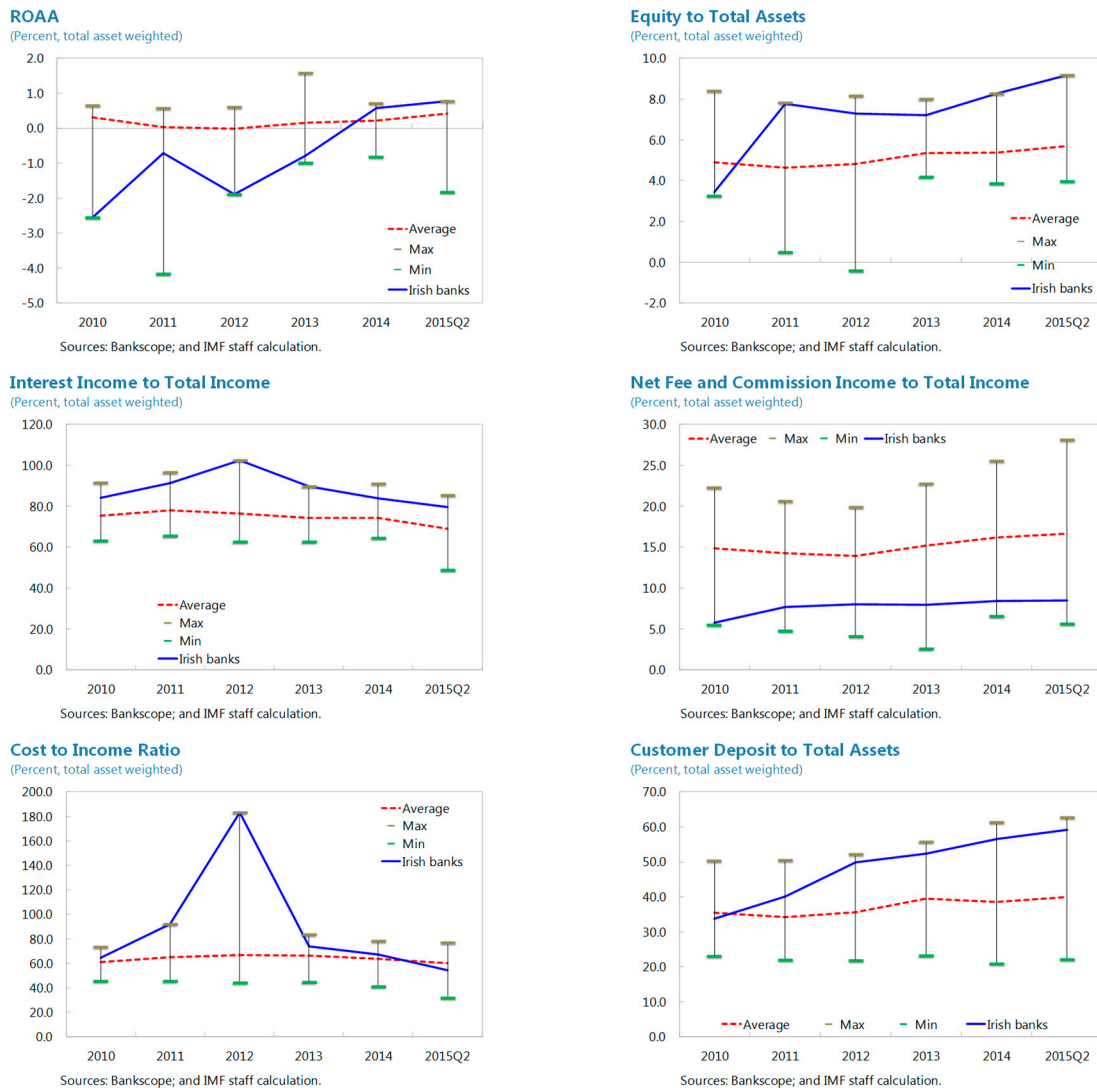 ROAA
(Percent, total asset weighted)
2.0
1.0
0.0
-1.0
-2.0
-3.0
-4.0
-5.0
Average
Max
Min
Irish banks
2010 2011 2012 2013 2014 2015Q2
Sources: Bankscope; and IMF staff calculation.
Equity to Total Assets
(Percent, total asset weighted)
10.0
8.0
6.0
4.0
2.0
0.0
-2.0
Average
Max
Min
Irish banks
2010 2011 2012 2013 2014 2015Q2
Sources: Bankscope; and IMF staff calculation.
Interest Income to Total Income
(Percent, total asset weighted)
120.0
100.0
80.0
60.0
40.0
20.0
0.0
Average
Max
Min
Irish banks
2010 2011 2012 2013 2014 2015Q2
Sources: Bankscope; and IMF staff calculation.
Net Fee and Commission Income to Total Income
(Percent, total asset weighted)
30.0
25.0
20.0
15.0
10.0
5.0
0.0
Average Max Min Irish banks
2010 2011 2012 2013 2014 2015Q2
Sources: Bankscope; and IMF staff calculation.
Cost to Income Ratio
(Percent, total asset weighted)
200.0
180.0
160.0
140.0
120.0
100.0
80.0
60.0
40.0
20.0
0.0
Average
Max
Min
Irish banks
2010 2011 2012 2013 2014 2015Q2
Sources: Bankscope; and IMF staff calculation.
Customer Deposit to Total Assets
(Percent, total asset weighted)
70.0
60.0
50.0
40.0
30.0
20.0
10.0
0.0
Average Max Min Irish banks
2010 2011 2012 2013 2014 2015Q2
Sources: Bankscope; and IMF staff calculation.